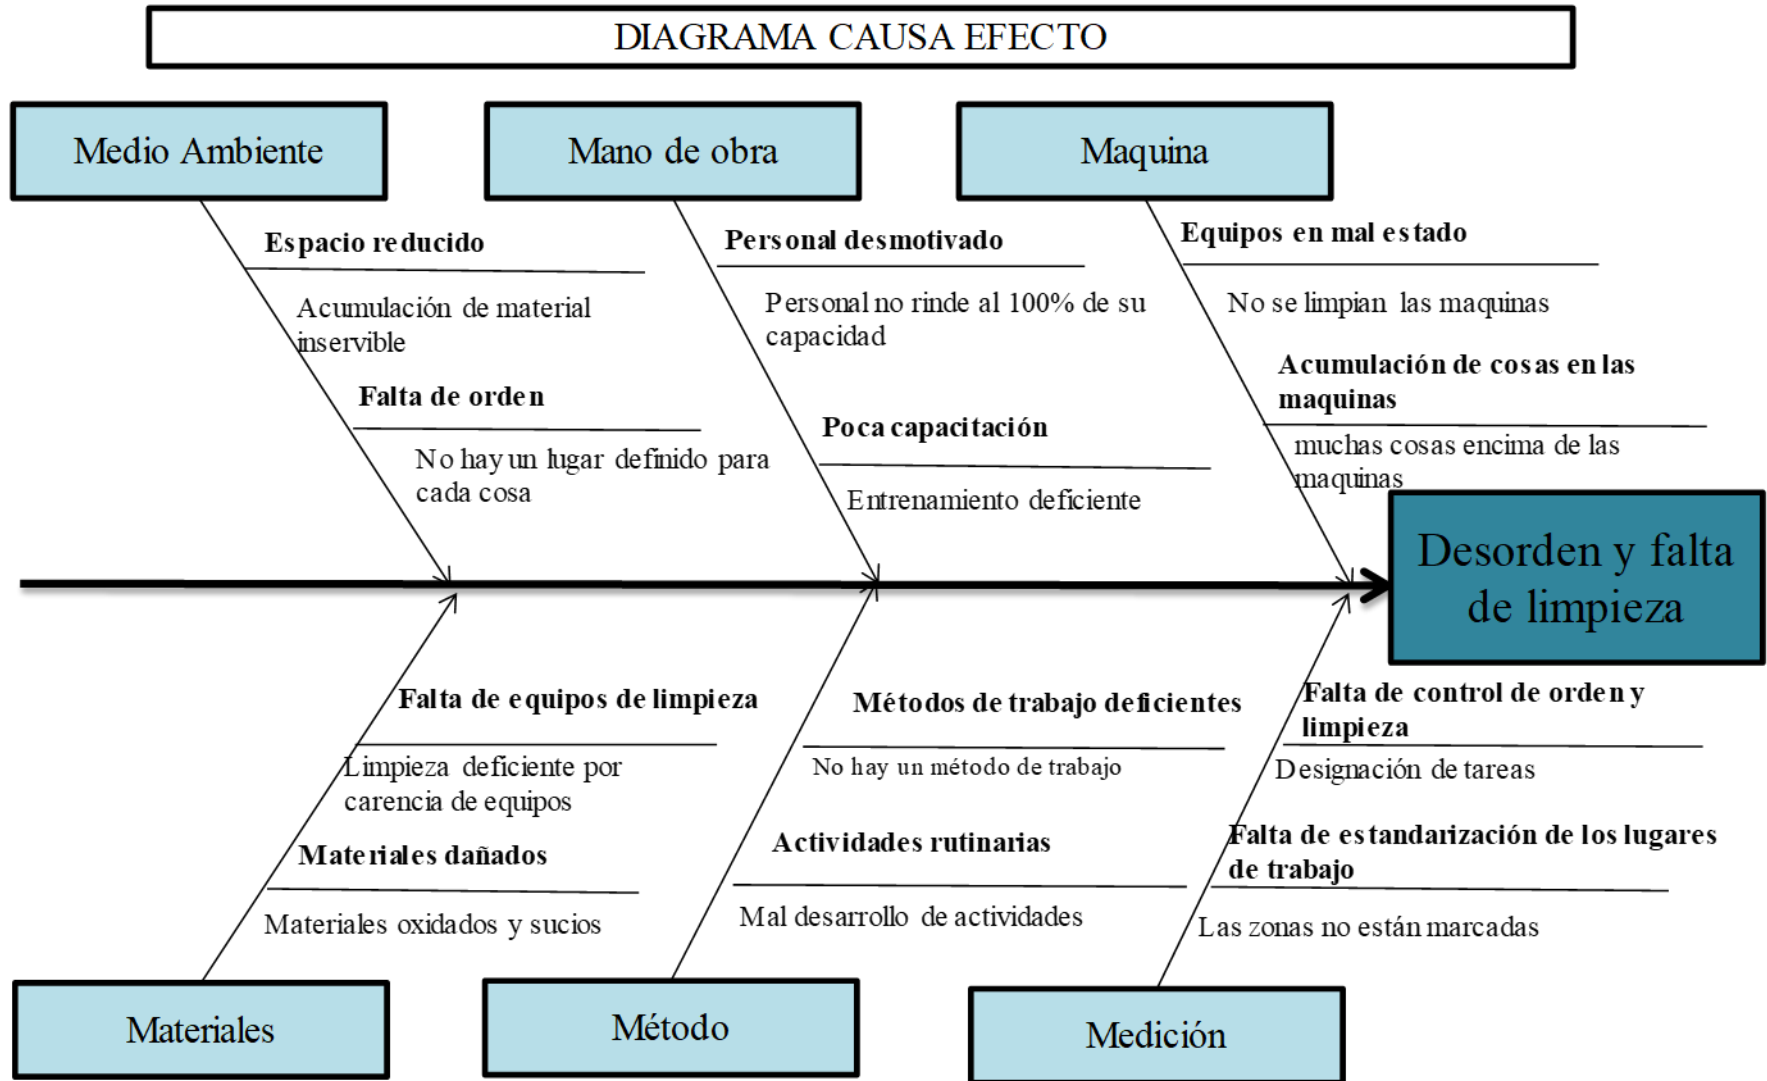 DIAGRAMA CAUSA EFECTO
Medio Ambiente
Mano de obra
Maquina
Espacio reducido
Acumulación de material
inservible
Falta de orden
No hay un lugar definido para
cada cosa
Personal desmotivado
Personal no rinde al 100% de su
capacidad
Poca capacitación
Entrenamiento deficiente
Equipos en mal estado
No se limpian las maquinas
Acumulación de cosas en las
maquinas
muchas cosas encima de las
maquinas
Desorden y falta
de limpieza
Falta de equipos de limpieza
Limpieza deficiente por
carencia de equipos
Materiales dañados
Materiales oxidados y sucios
Métodos de trabajo deficientes
No hay un método de trabajo
Actividades rutinarias
Mal desarrollo de actividades
Falta de control de orden y
limpieza
Designación de tareas
Falta de estandarización de los lugares
de trabajo
Las zonas no están marcadas
Materiales
Método
Medición